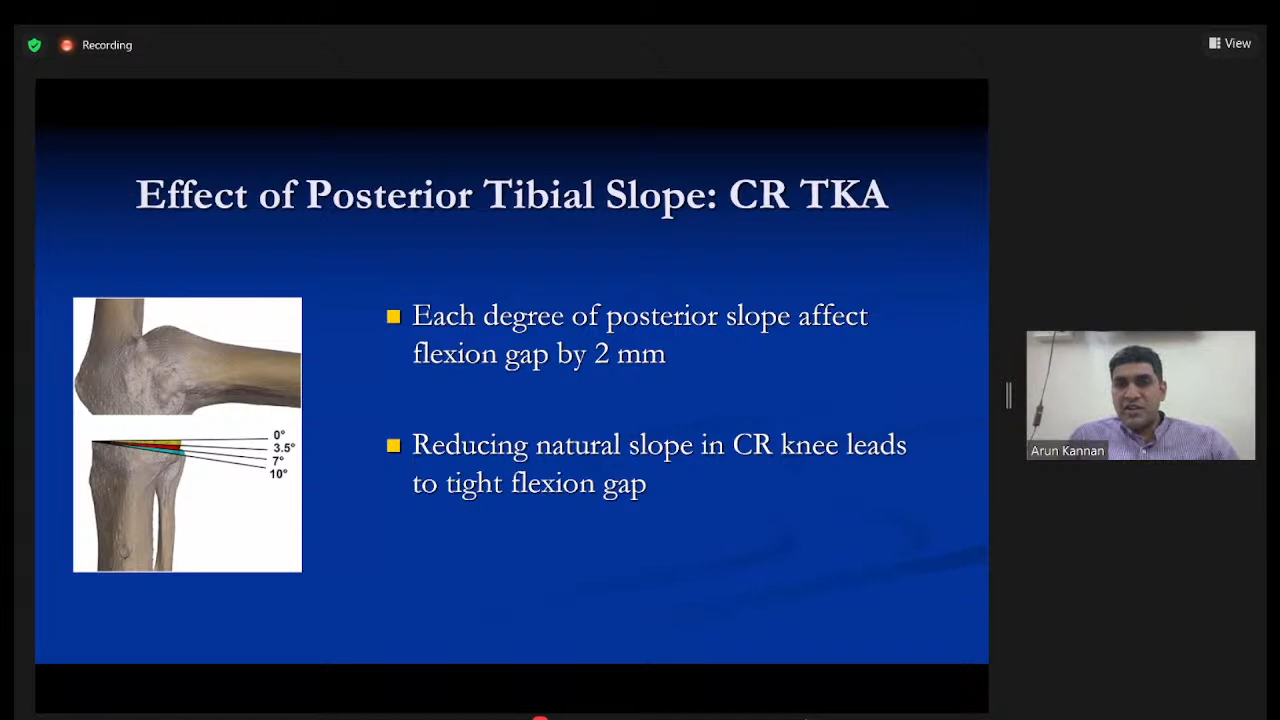 Recording
View
Effect of Posterior Tibial Slope: CR TKA
Each degree of posterior slope affect
flexion gap by 2 mm
0°
3.5°
7°
10°
Reducing natural slope in CR knee leads
to tight flexion gap
Arun Kannan